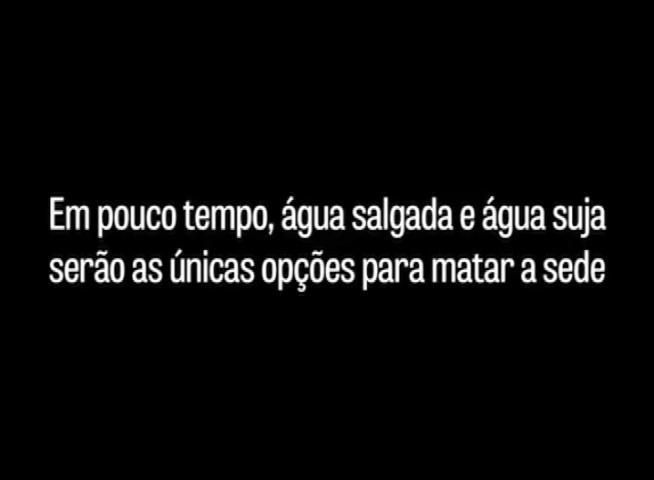 Em pouco tempo, água salgada e água suja
serão as únicas opções para matar a sede